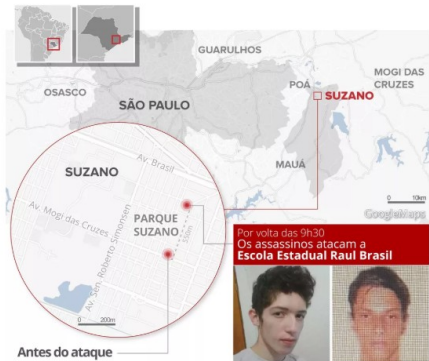 GUARULHOS
MOGI DAS
CRUZES
POÁ
SUZANO
OSASCO
SÃO PAULO
MAUÁ
0 10km
GoogleMaps
SUZANO
Av. Brasil
Av. Mogi das Cruzes
Av. Sen. Roberto Simonsen
PARQUE
SUZANO
0 200m
Por volta das 9h30
Os assassinos atacam a
Escola Estadual Raul Brasil
Antes do ataque